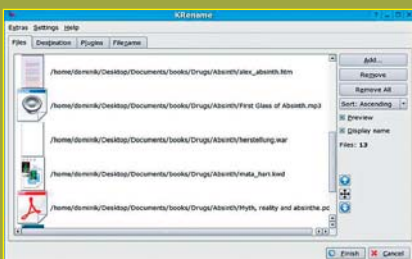 KRename
Extras Settings Help
Files Destination Plugins Filename
/home/dominik/Desktop/Documents/books/Drugs/Absinth/alex_absinth.htm
/home/dominik/Desktop/Documents/books/Drugs/Absinth/First Glass of Absinth.mp3
/home/dominik/Desktop/Documents/books/Drugs/Absinth/herstellung.war
/home/dominik/Desktop/Documents/books/Drugs/Absinth/mata_hari.kwd
/home/dominik/Desktop/Documents/books/Drugs/Absinth/Myth, reality and absinthe.pd
Add...
Remove
Remove All
Sort: Ascending
Preview
Display name
Files: 13
Finish Cancel